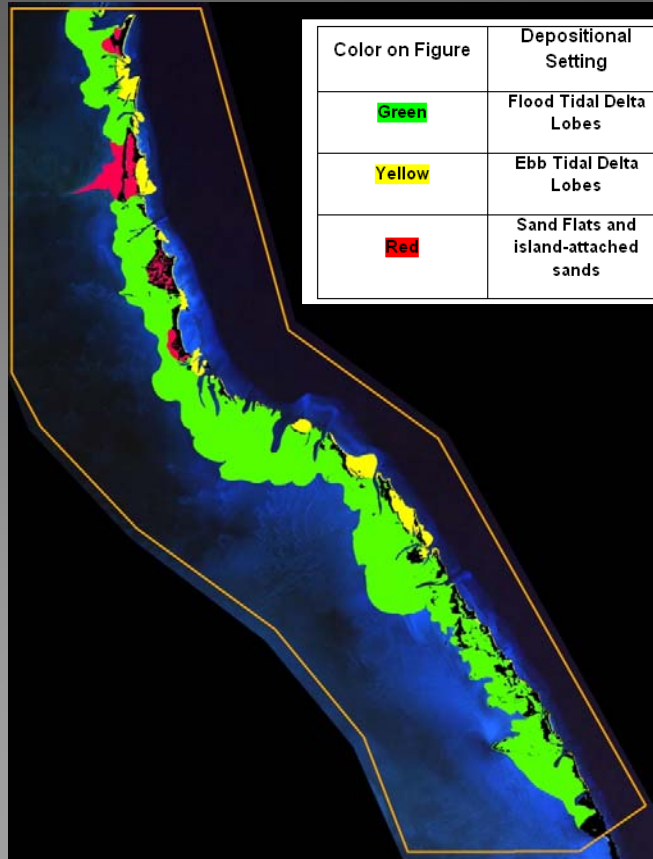 Color on Figure
Depositional
Setting
Green
Flood Tidal Delta
Lobes
Yellow
Ebb Tidal Delta
Lobes
Red
Sand Flats and
island-attached
sands